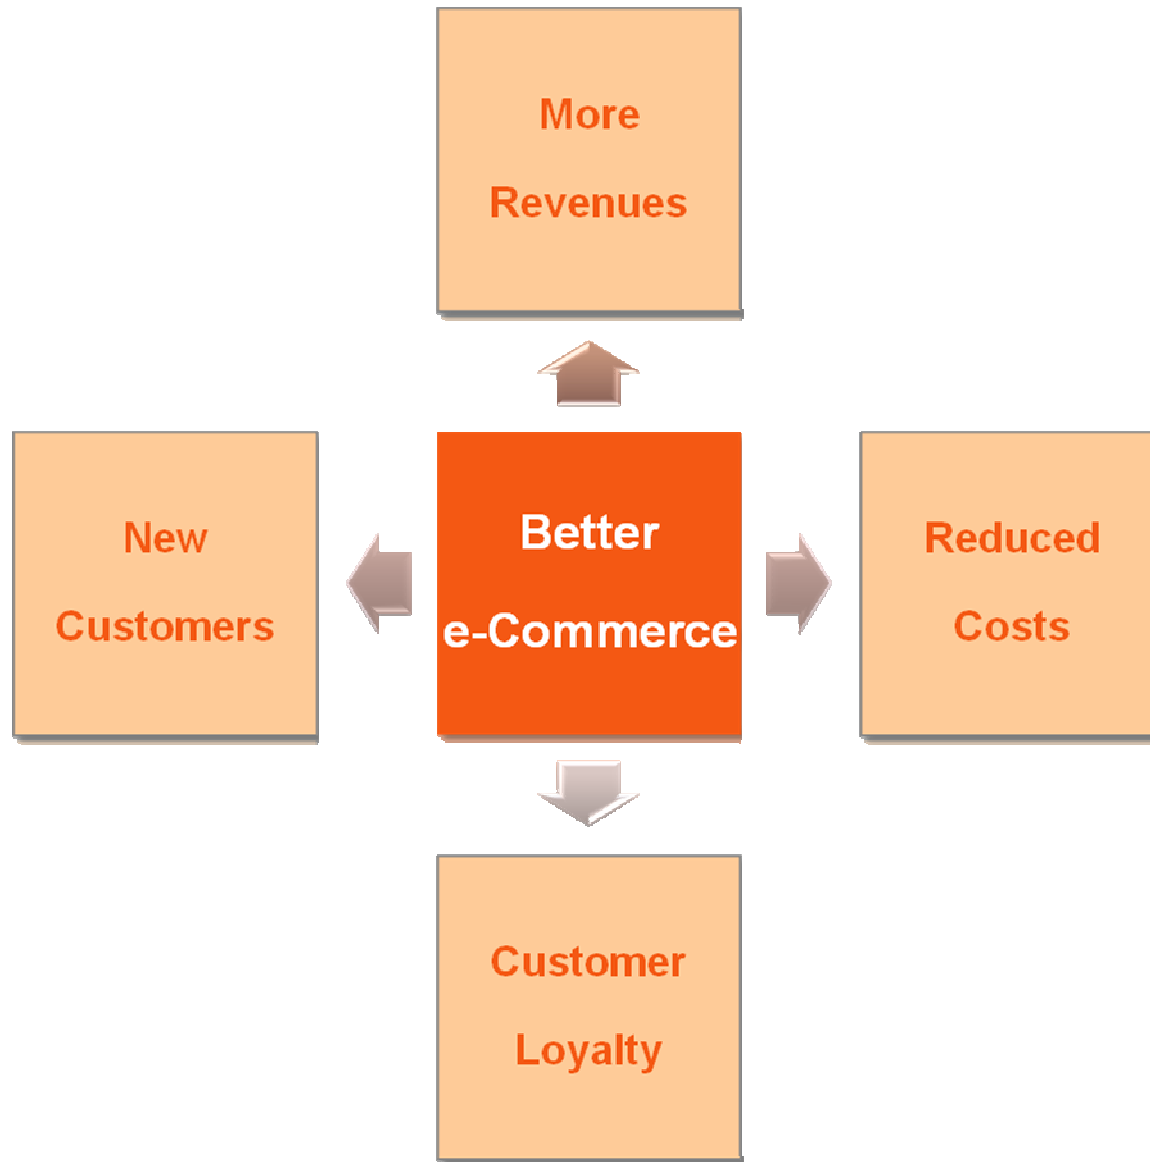 More
Revenues
New
Customers
Better
e-Commerce
Reduced
Costs
Customer
Loyalty